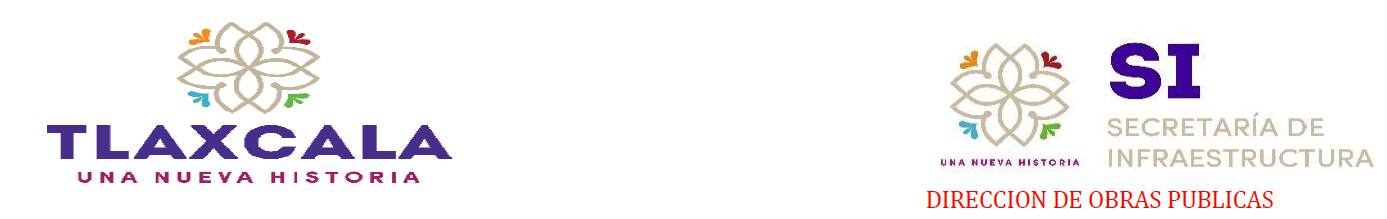 TLAXCALA
UNA NUEVA HISTORIA
SI
SECRETARÍA DE
INFRAESTRUCTURA
UNA NUEVA HISTORIA
DIRECCION DE OBRAS PUBLICAS